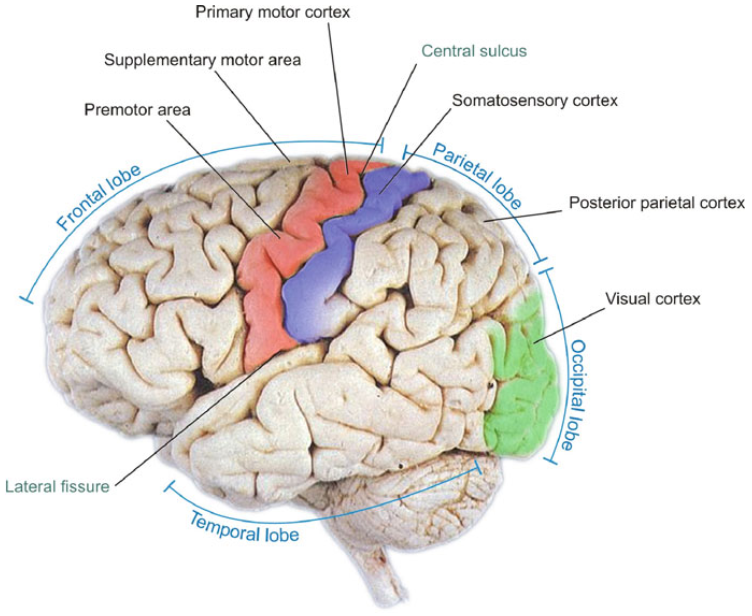 Primary motor cortex
Central sulcus
Supplementary motor area
Somatosensory cortex
Premotor area
Frontal lobe
Parietal lobe
Posterior parietal cortex
Visual cortex
Occipital lobe
Lateral fissure
Temporal lobe